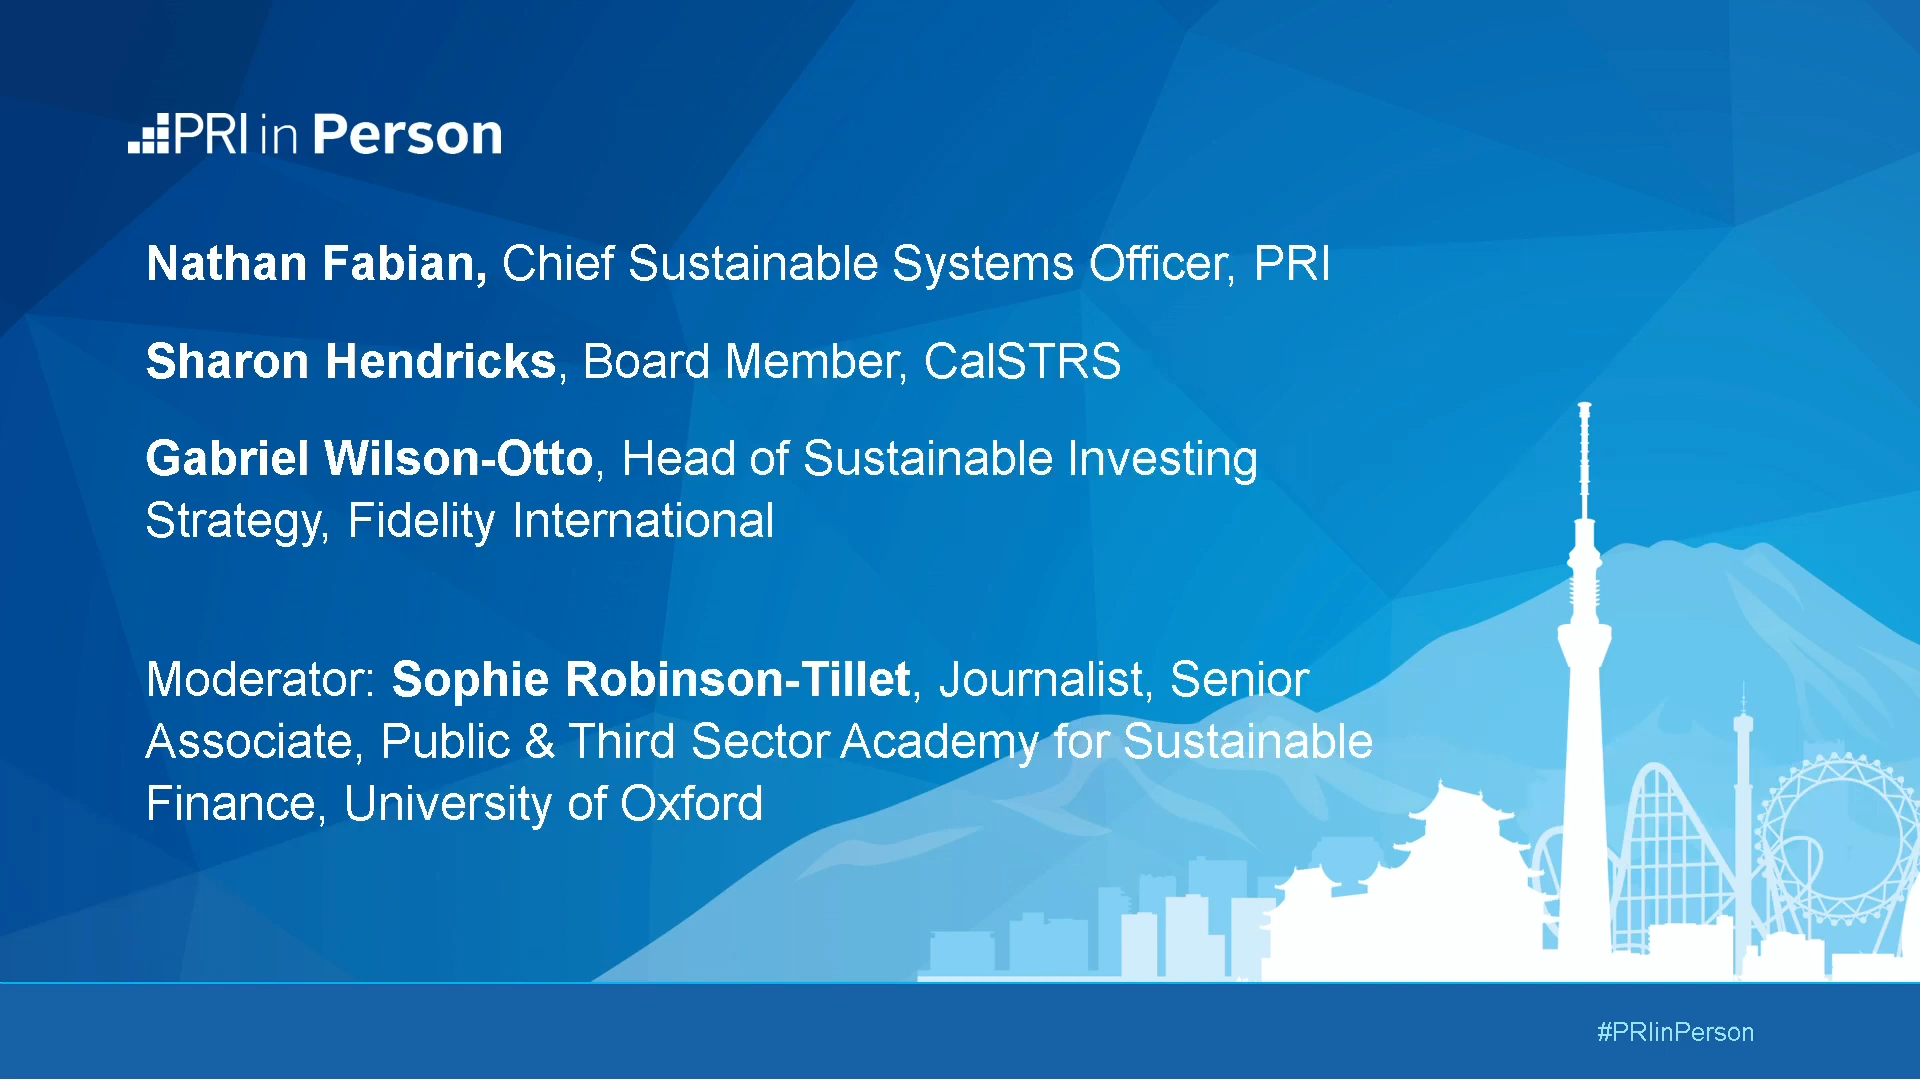 PRI in Person
Nathan Fabian, Chief Sustainable Systems Officer, PRI
Sharon Hendricks, Board Member, CalSTRS
Gabriel Wilson-Otto, Head of Sustainable Investing
Strategy, Fidelity International
Moderator: Sophie Robinson-Tillet, Journalist, Senior
Associate, Public & Third Sector Academy for Sustainable
Finance, University of Oxford
#PRIinPerson